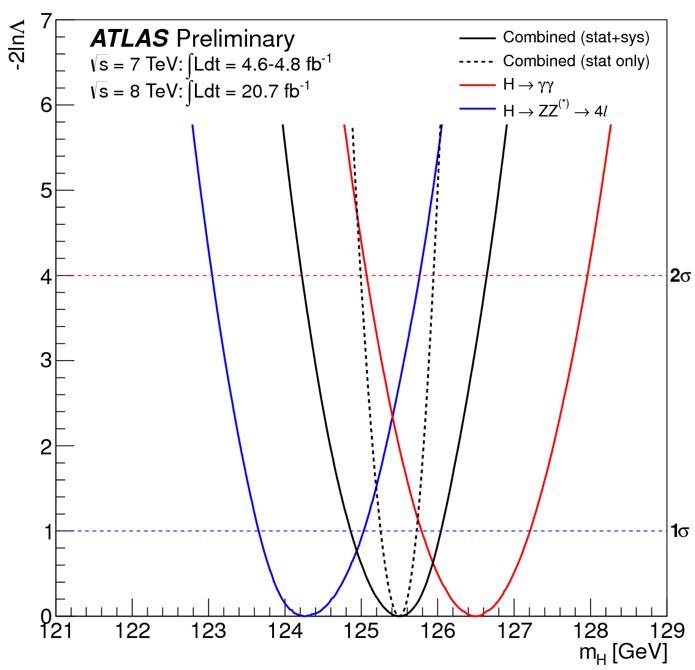 -2lnΛ
ATLAS Preliminary
√s = 7 TeV: ∫Ldt = 4.6-4.8 fb⁻¹
√s = 8 TeV: ∫Ldt = 20.7 fb⁻¹
Combined (stat+sys)
Combined (stat only)
H → γγ
H → ZZ⁽*⁾ → 4l
7
6
5
4
3
2
1
0
2σ
1σ
121 122 123 124 125 126 127 128 129
m_H [GeV]